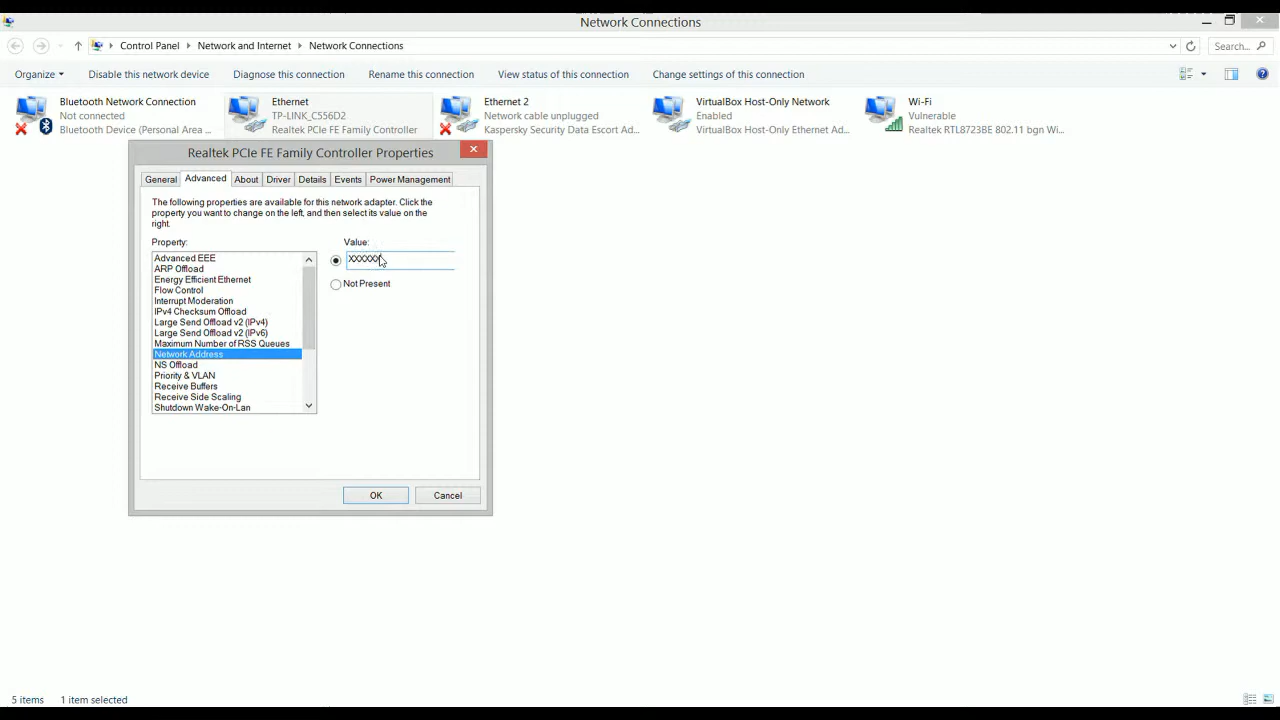 Network Connections
Control Panel Network and Internet Network Connections
Search...
Organize Disable this network device Diagnose this connection Rename this connection View status of this connection Change settings of this connection
Bluetooth Network Connection
Not connected
Bluetooth Device (Personal Area ...
Ethernet
TP-LINK_C556D2
Realtek PCIe FE Family Controller
Ethernet 2
Network cable unplugged
Kaspersky Security Data Escort Ad...
VirtualBox Host-Only Network
Enabled
VirtualBox Host-Only Ethernet Ad...
Wi-Fi
Vulnerable
Realtek RTL8723BE 802.11 bgn Wi...
Realtek PCIe FE Family Controller Properties
General Advanced About Driver Details Events Power Management
The following properties are available for this network adapter. Click the
property you want to change on the left, and then select its value on the
right.
Property:
Value:
Advanced EEE
ARP Offload
Energy Efficient Ethernet
Flow Control
Interrupt Moderation
IPv4 Checksum Offload
Large Send Offload v2 (IPv4)
Large Send Offload v2 (IPv6)
Maximum Number of RSS Queues
Network Address
NS Offload
Priority & VLAN
Receive Buffers
Receive Side Scaling
Shutdown Wake-On-Lan
XXXXXX
Not Present
OK Cancel
5 items 1 item selected